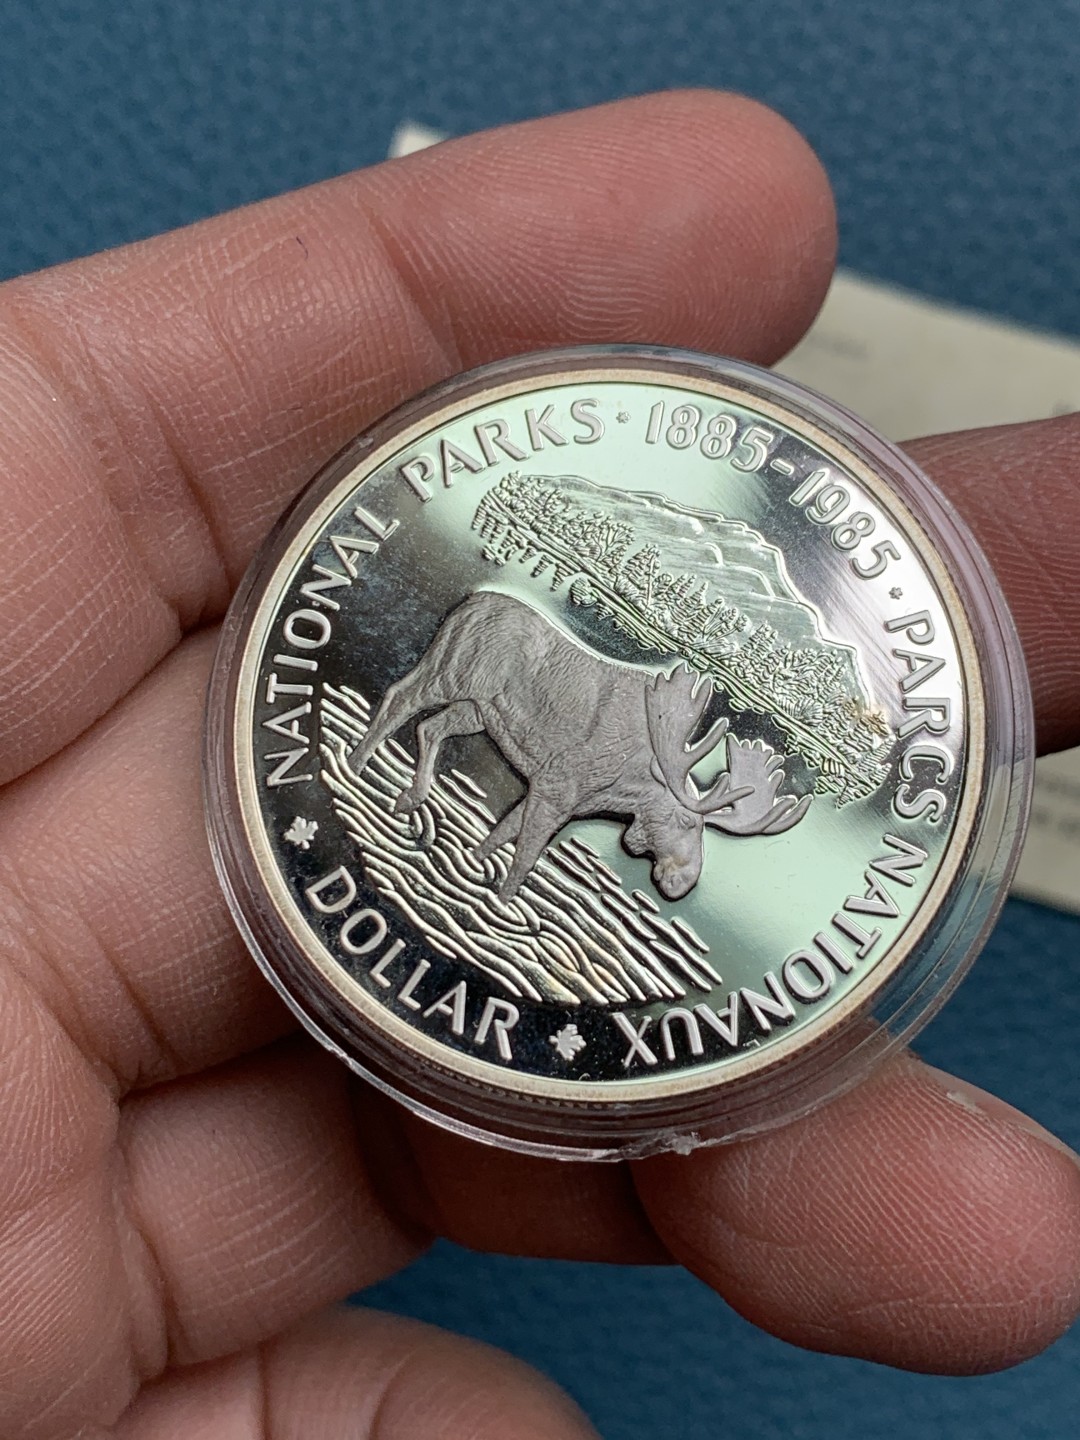 NATIONAL PARKS · 1885-1985 · PARCS NATIONAUX
DOLLAR